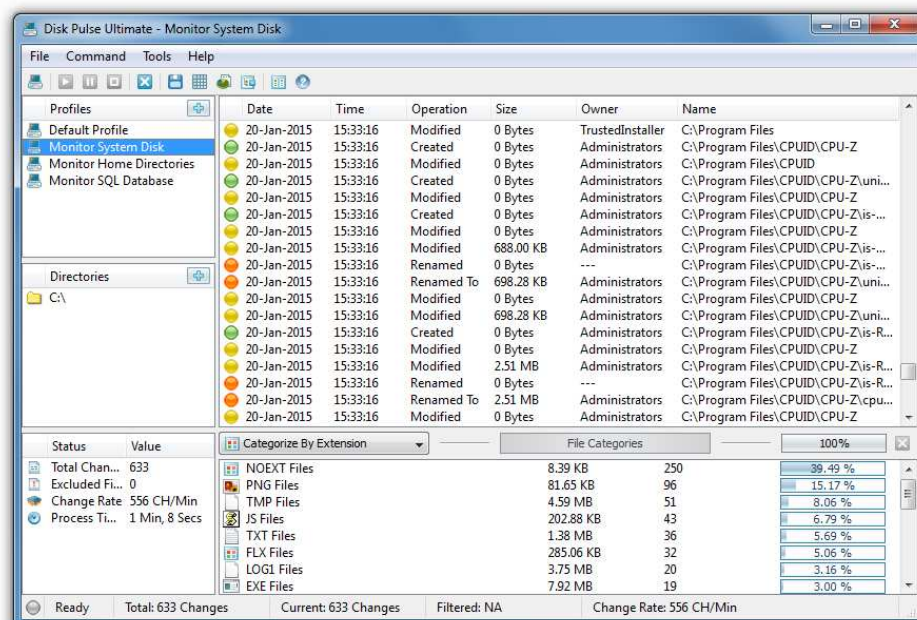 Disk Pulse Ultimate - Monitor System Disk
File Command Tools Help
Profiles
Default Profile
Monitor System Disk
Monitor Home Directories
Monitor SQL Database
Directories
C:\
Date Time Operation Size Owner Name
20-Jan-2015 15:33:16 Modified 0 Bytes TrustedInstaller C:\Program Files
20-Jan-2015 15:33:16 Created 0 Bytes Administrators C:\Program Files\CPUID\CPU-Z
20-Jan-2015 15:33:16 Modified 0 Bytes Administrators C:\Program Files\CPUID
20-Jan-2015 15:33:16 Created 0 Bytes Administrators C:\Program Files\CPUID\CPU-Z\uni...
20-Jan-2015 15:33:16 Modified 0 Bytes Administrators C:\Program Files\CPUID\CPU-Z
20-Jan-2015 15:33:16 Created 0 Bytes Administrators C:\Program Files\CPUID\CPU-Z\is-...
20-Jan-2015 15:33:16 Modified 0 Bytes Administrators C:\Program Files\CPUID\CPU-Z
20-Jan-2015 15:33:16 Modified 688.00 KB Administrators C:\Program Files\CPUID\CPU-Z\is-...
20-Jan-2015 15:33:16 Renamed 0 Bytes --- C:\Program Files\CPUID\CPU-Z\is-...
20-Jan-2015 15:33:16 Renamed To 698.28 KB Administrators C:\Program Files\CPUID\CPU-Z\uni...
20-Jan-2015 15:33:16 Modified 0 Bytes Administrators C:\Program Files\CPUID\CPU-Z
20-Jan-2015 15:33:16 Modified 698.28 KB Administrators C:\Program Files\CPUID\CPU-Z\uni...
20-Jan-2015 15:33:16 Created 0 Bytes Administrators C:\Program Files\CPUID\CPU-Z\is-R...
20-Jan-2015 15:33:16 Modified 0 Bytes Administrators C:\Program Files\CPUID\CPU-Z
20-Jan-2015 15:33:16 Modified 2.51 MB Administrators C:\Program Files\CPUID\CPU-Z\is-R...
20-Jan-2015 15:33:16 Renamed 0 Bytes --- C:\Program Files\CPUID\CPU-Z\is-R...
20-Jan-2015 15:33:16 Renamed To 2.51 MB Administrators C:\Program Files\CPUID\CPU-Z\cpu...
20-Jan-2015 15:33:16 Modified 0 Bytes Administrators C:\Program Files\CPUID\CPU-Z
Status Value
Total Chan... 633
Excluded Fi... 0
Change Rate 556 CH/Min
Process Ti... 1 Min, 8 Secs
Categorize By Extension File Categories 100%
NOEXT Files 8.39 KB 250 39.49 %
PNG Files 81.65 KB 96 15.17 %
TMP Files 4.59 MB 51 8.06 %
JS Files 202.88 KB 43 6.79 %
TXT Files 1.38 MB 36 5.69 %
FLX Files 285.06 KB 32 5.06 %
LOG1 Files 3.75 MB 20 3.16 %
EXE Files 7.92 MB 19 3.00 %
Ready Total: 633 Changes Current: 633 Changes Filtered: NA Change Rate: 556 CH/Min